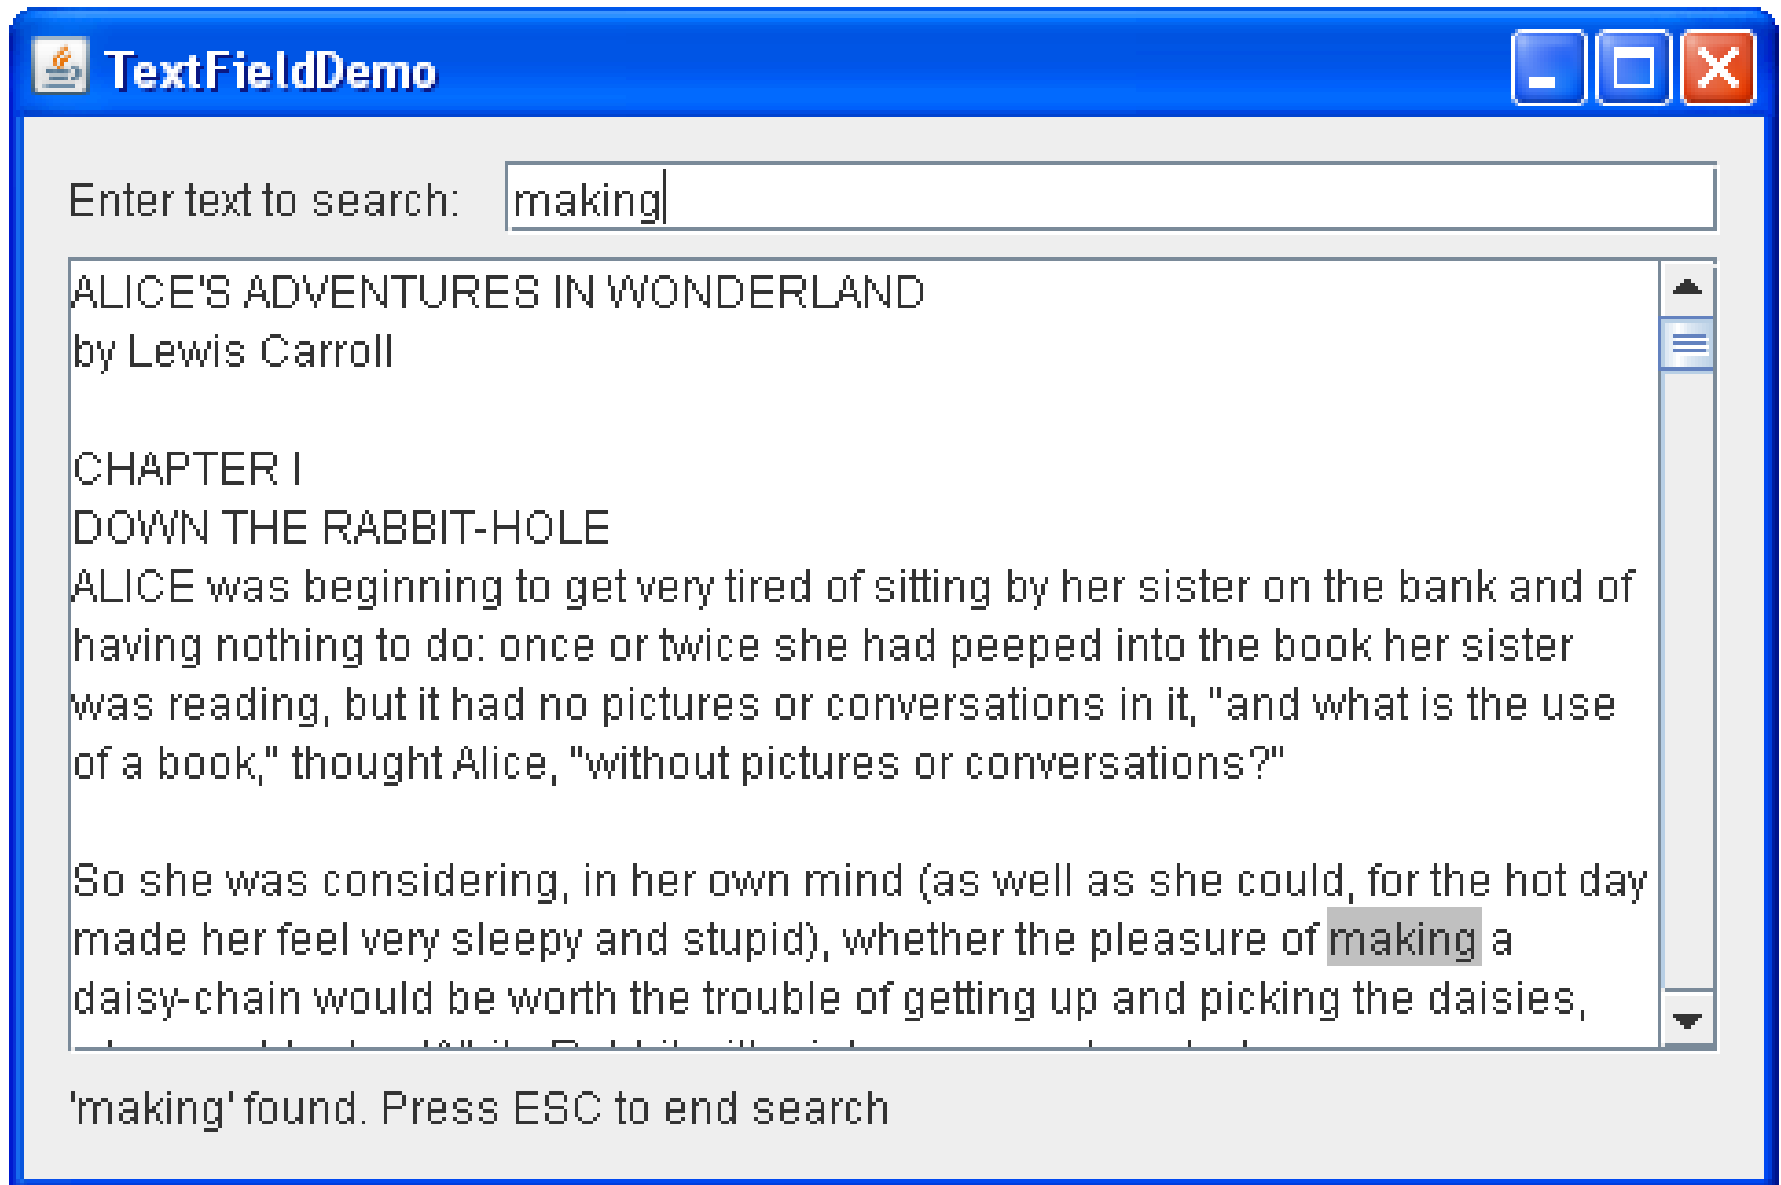 TextFieldDemo
Enter text to search: making
ALICE'S ADVENTURES IN WONDERLAND
by Lewis Carroll
CHAPTER I
DOWN THE RABBIT-HOLE
ALICE was beginning to get very tired of sitting by her sister on the bank and of
having nothing to do: once or twice she had peeped into the book her sister
was reading, but it had no pictures or conversations in it, "and what is the use
of a book," thought Alice, "without pictures or conversations?"
So she was considering, in her own mind (as well as she could, for the hot day
made her feel very sleepy and stupid), whether the pleasure of making a
daisy-chain would be worth the trouble of getting up and picking the daisies,
'making' found. Press ESC to end search